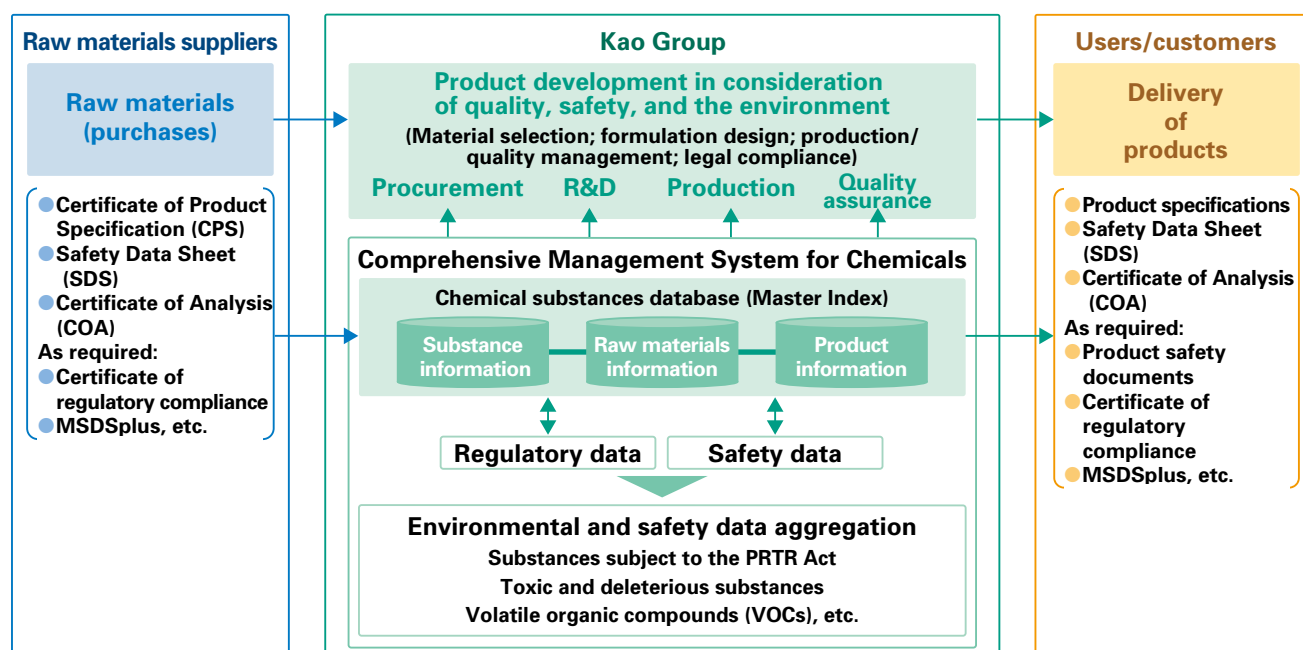 Raw materials suppliers
Raw materials
(purchases)
Certificate of Product
Specification (CPS)
Safety Data Sheet
(SDS)
Certificate of Analysis
(COA)
As required:
Certificate of
regulatory compliance
MSDSplus, etc.
Kao Group
Product development in consideration
of quality, safety, and the environment
(Material selection; formulation design; production/
quality management; legal compliance)
Procurement
R&D
Production
Quality
assurance
Comprehensive Management System for Chemicals
Chemical substances database (Master Index)
Substance
information
Raw materials
information
Product
information
Regulatory data
Safety data
Environmental and safety data aggregation
Substances subject to the PRTR Act
Toxic and deleterious substances
Volatile organic compounds (VOCs), etc.
Users/customers
Delivery
of
products
Product specifications
Safety Data Sheet
(SDS)
Certificate of Analysis
(COA)
As required:
Product safety
documents
Certificate of
regulatory
compliance
MSDSplus, etc.